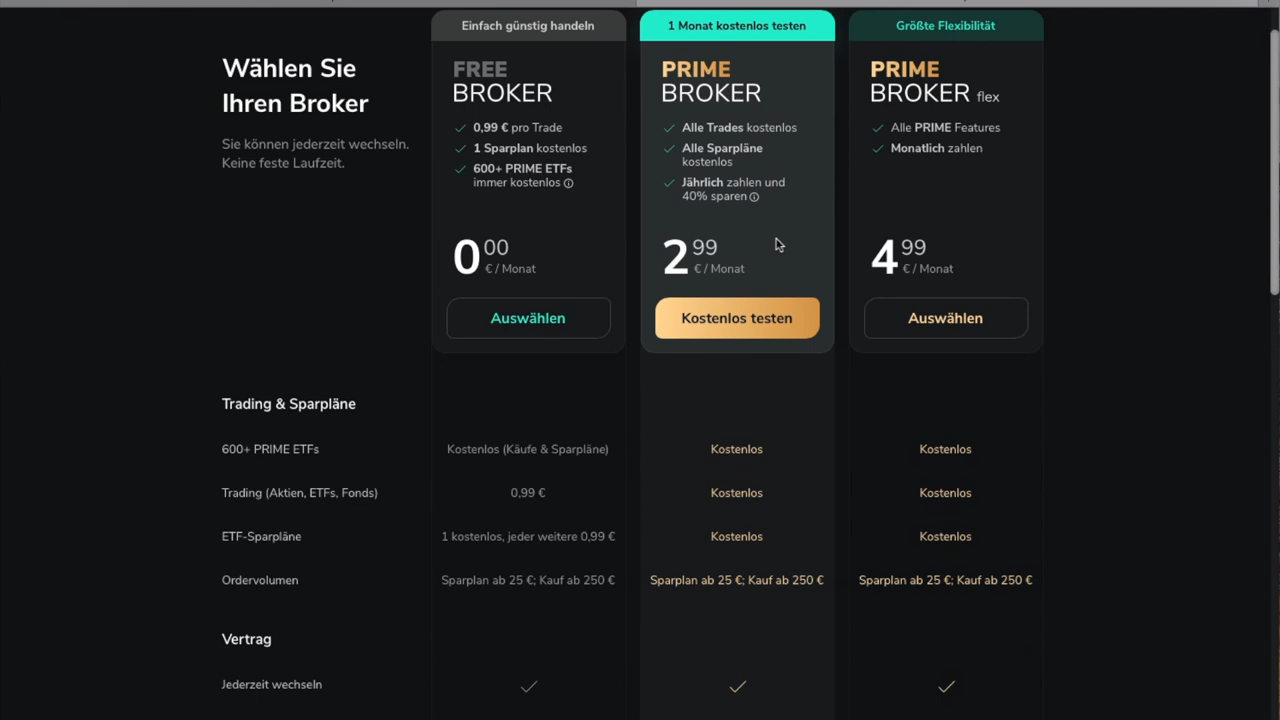 Wählen Sie
Ihren Broker
Sie können jederzeit wechseln.
Keine feste Laufzeit.
Einfach günstig handeln
FREE
BROKER
0,99 € pro Trade
1 Sparplan kostenlos
600+ PRIME ETFs
immer kostenlos
0 00
€ / Monat
Auswählen
1 Monat kostenlos testen
PRIME
BROKER
Alle Trades kostenlos
Alle Sparpläne
kostenlos
Jährlich zahlen und
40% sparen
2 99
€ / Monat
Kostenlos testen
Größte Flexibilität
PRIME
BROKER flex
Alle PRIME Features
Monatlich zahlen
4 99
€ / Monat
Auswählen
Trading & Sparpläne
600+ PRIME ETFs Kostenlos (Käufe & Sparpläne) Kostenlos Kostenlos
Trading (Aktien, ETFs, Fonds) 0,99 € Kostenlos Kostenlos
ETF-Sparpläne 1 kostenlos, jeder weitere 0,99 € Kostenlos Kostenlos
Ordervolumen Sparplan ab 25 €; Kauf ab 250 € Sparplan ab 25 €; Kauf ab 250 € Sparplan ab 25 €; Kauf ab 250 €
Vertrag
Jederzeit wechseln